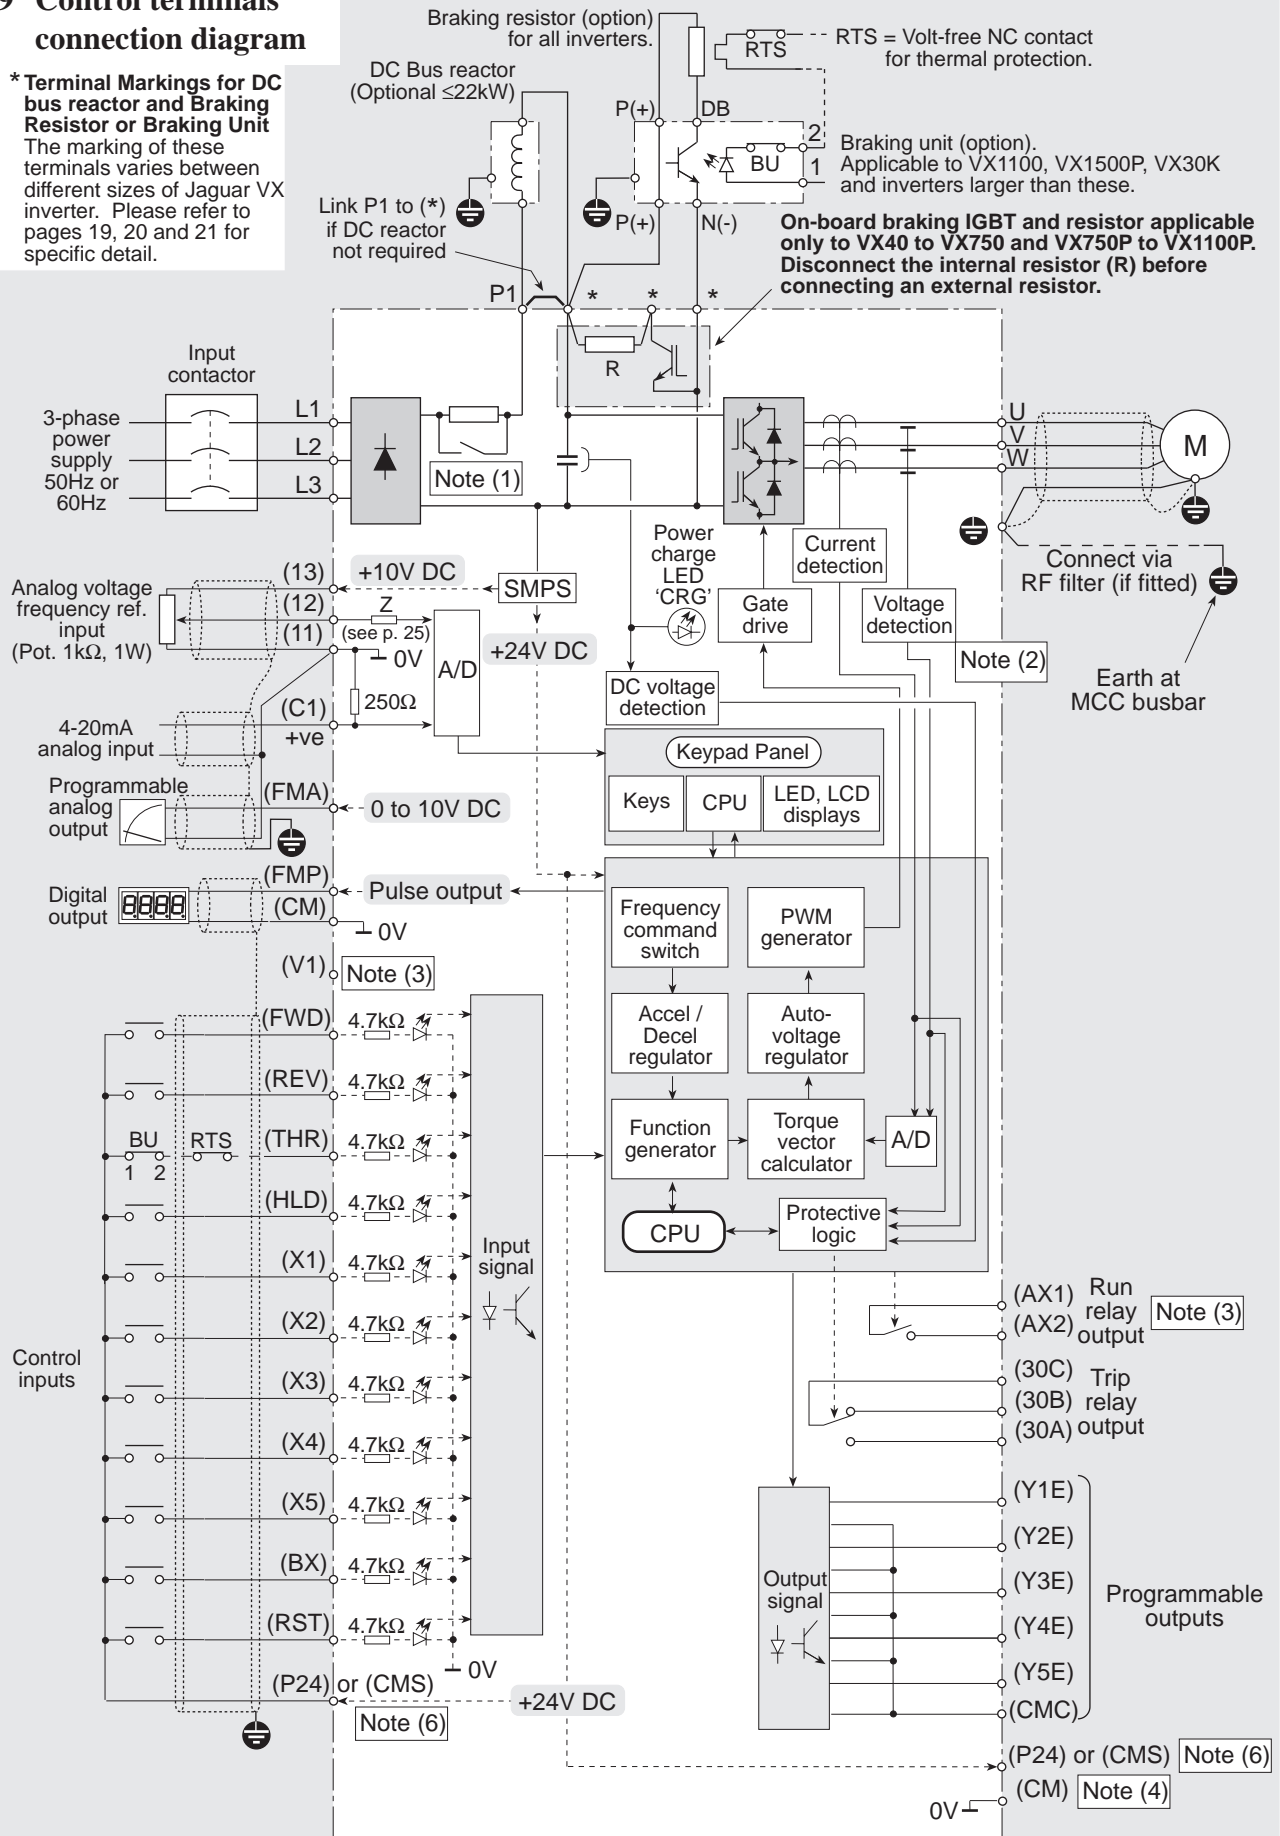 9 Control terminals
connection diagram
* Terminal Markings for DC
bus reactor and Braking
Resistor or Braking Unit
The marking of these
terminals varies between
different sizes of Jaguar VX
inverter. Please refer to
pages 19, 20 and 21 for
specific detail.
Braking resistor (option)
for all inverters.
RTS
RTS = Volt-free NC contact
for thermal protection.
DC Bus reactor
(Optional ≤22kW)
P(+)
DB
2
1
BU
Braking unit (option).
Applicable to VX1100, VX1500P, VX30K
and inverters larger than these.
P(+)
N(-)
Link P1 to (*)
if DC reactor
not required
On-board braking IGBT and resistor applicable
only to VX40 to VX750 and VX750P to VX1100P.
Disconnect the internal resistor (R) before
connecting an external resistor.
P1
*
*
*
R
Input
contactor
3-phase
power
supply
50Hz or
60Hz
L1
L2
L3
Note (1)
U
V
W
M
Power
charge
LED
'CRG'
Current
detection
Connect via
RF filter (if fitted)
Analog voltage
frequency ref.
input
(Pot. 1kΩ, 1W)
(13)
(12)
(11)
+10V DC
SMPS
Z
(see p. 25)
0V
A/D
+24V DC
Gate
drive
Voltage
detection
Note (2)
Earth at
MCC busbar
250Ω
DC voltage
detection
4-20mA
analog input
(C1)
+ve
Keypad Panel
Keys
CPU
LED, LCD
displays
Programmable
analog
output
(FMA)
0 to 10V DC
Digital
output
8.8.8.8.
(FMP)
(CM)
Pulse output
0V
Frequency
command
switch
PWM
generator
(V1)
Note (3)
Accel /
Decel
regulator
Auto-
voltage
regulator
Function
generator
Torque
vector
calculator
A/D
CPU
Protective
logic
(FWD)
4.7kΩ
(REV)
4.7kΩ
BU
1 2
RTS
(THR)
4.7kΩ
(HLD)
4.7kΩ
(X1)
4.7kΩ
(X2)
4.7kΩ
(X3)
4.7kΩ
(X4)
4.7kΩ
(X5)
4.7kΩ
(BX)
4.7kΩ
(RST)
4.7kΩ
Control
inputs
Input
signal
0V
(P24) or (CMS)
Note (6)
+24V DC
(AX1)
(AX2)
Run
relay
output
Note (3)
(30C)
(30B)
(30A)
Trip
relay
output
Output
signal
(Y1E)
(Y2E)
(Y3E)
(Y4E)
(Y5E)
(CMC)
Programmable
outputs
(P24) or (CMS)
Note (6)
(CM)
Note (4)
0V